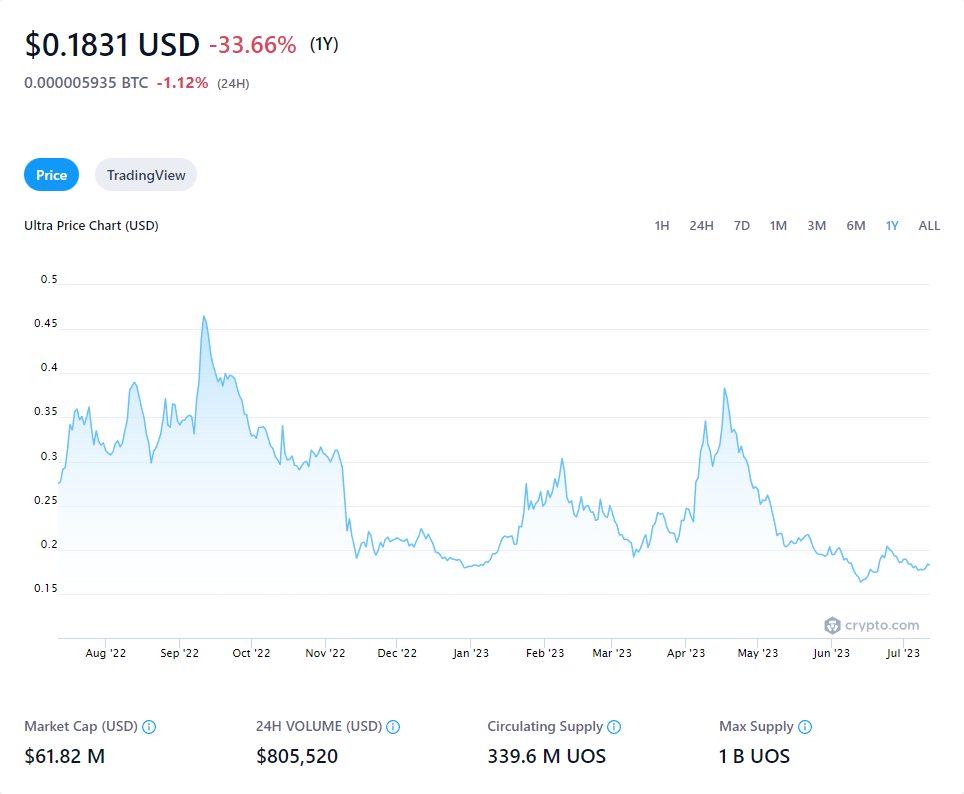 $0.1831 USD -33.66% (1Y)
0.000005935 BTC -1.12% (24H)
Price TradingView
Ultra Price Chart (USD) 1H 24H 7D 1M 3M 6M 1Y ALL
0.5
0.45
0.4
0.35
0.3
0.25
0.2
0.15
crypto.com
Aug '22 Sep '22 Oct '22 Nov '22 Dec '22 Jan '23 Feb '23 Mar '23 Apr '23 May '23 Jun '23 Jul '23
Market Cap (USD) 24H VOLUME (USD) Circulating Supply Max Supply
$61.82 M $805,520 339.6 M UOS 1 B UOS